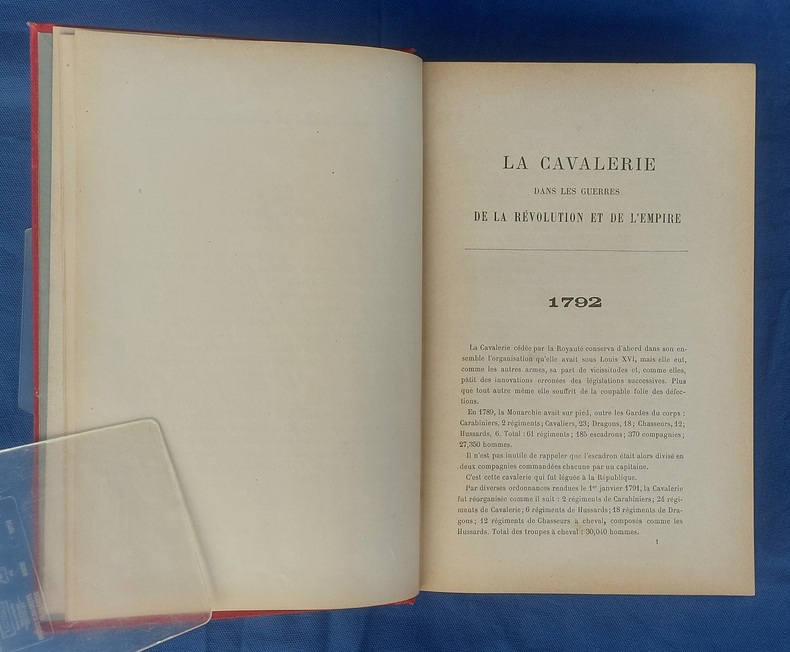 LA CAVALERIE
DANS LES GUERRES
DE LA RÉVOLUTION ET DE L'EMPIRE
1792
La Cavalerie cédée par la Royauté conserva d'abord dans son en-
semble l'organisation qu'elle avait sous Louis XVI, mais elle eut,
comme les autres armes, sa part de vicissitudes et, comme elles,
pâtit des innovations erronées des législations successives. Plus
que tout autre même elle souffrit de la coupable folie des défec-
tions.
En 1789, la Monarchie avait sur pied, outre les Gardes du corps :
Carabiniers, 2 régiments; Cavaliers, 23; Dragons, 18; Chasseurs, 12;
Hussards, 6. Total : 61 régiments; 185 escadrons; 370 compagnies;
27,350 hommes.
Il n'est pas inutile de rappeler que l'escadron était alors divisé en
deux compagnies commandées chacune par un capitaine.
C'est cette cavalerie qui fut léguée à la République.
Par diverses ordonnances rendues le 1er janvier 1791, la Cavalerie
fut réorganisée comme il suit : 2 régiments de Carabiniers; 24 régi-
ments de Cavalerie; 6 régiments de Hussards; 18 régiments de Dra-
gons; 12 régiments de Chasseurs à cheval, composés comme les
Hussards. Total des troupes à cheval : 30,040 hommes.
1